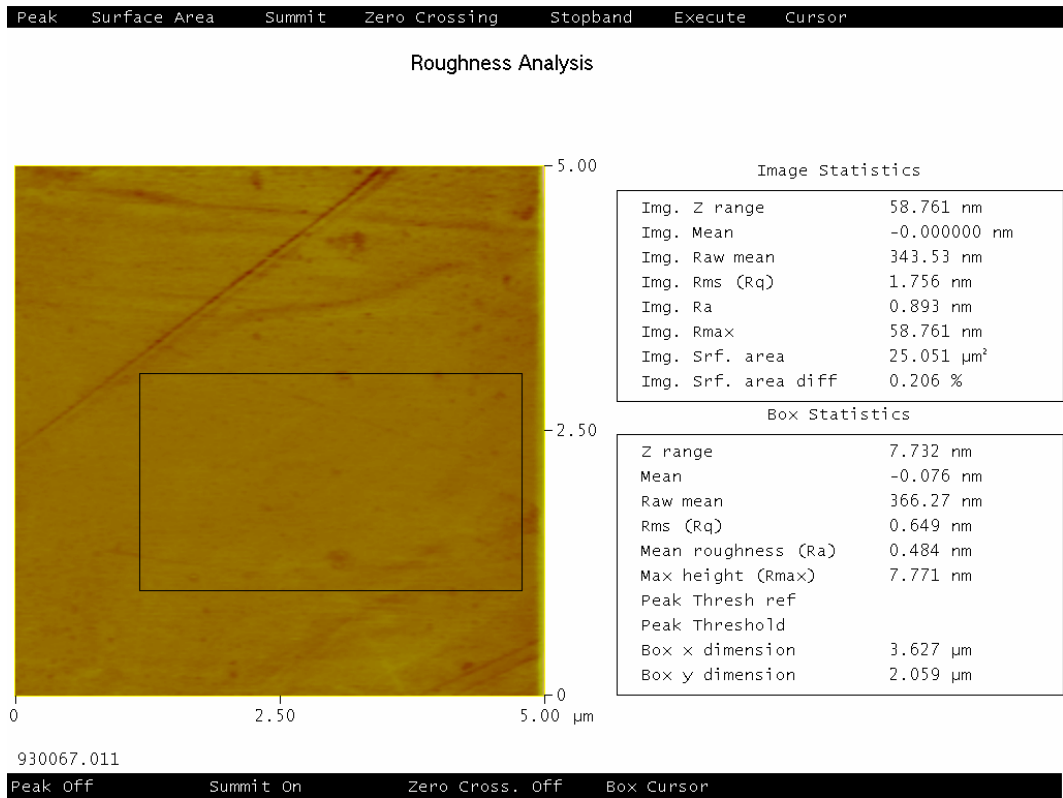 Peak Surface Area Summit Zero Crossing Stopband Execute Cursor
Roughness Analysis
5.00
2.50
0
0 2.50 5.00 µm
Image Statistics
Img. Z range 58.761 nm
Img. Mean -0.000000 nm
Img. Raw mean 343.53 nm
Img. Rms (Rq) 1.756 nm
Img. Ra 0.893 nm
Img. Rmax 58.761 nm
Img. Srf. area 25.051 µm²
Img. Srf. area diff 0.206 %
Box Statistics
Z range 7.732 nm
Mean -0.076 nm
Raw mean 366.27 nm
Rms (Rq) 0.649 nm
Mean roughness (Ra) 0.484 nm
Max height (Rmax) 7.771 nm
Peak Thresh ref
Peak Threshold
Box x dimension 3.627 µm
Box y dimension 2.059 µm
930067.011
Peak Off Summit On Zero Cross. Off Box Cursor